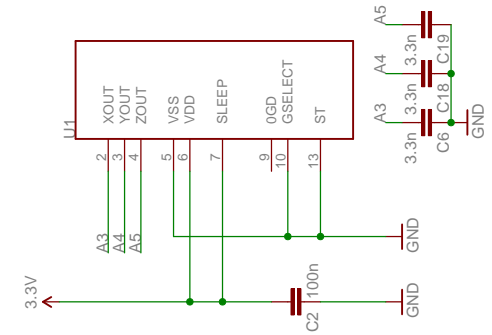 U1
XOUT
YOUT
ZOUT
VSS
VDD
SLEEP
0GD
GSELECT
ST
2
3
4
5
6
7
9
10
13
A3
A4
A5
A5
3.3n
C19
A4
3.3n
C18
A3
3.3n
C6
GND
GND
3.3V
100n
C2
GND